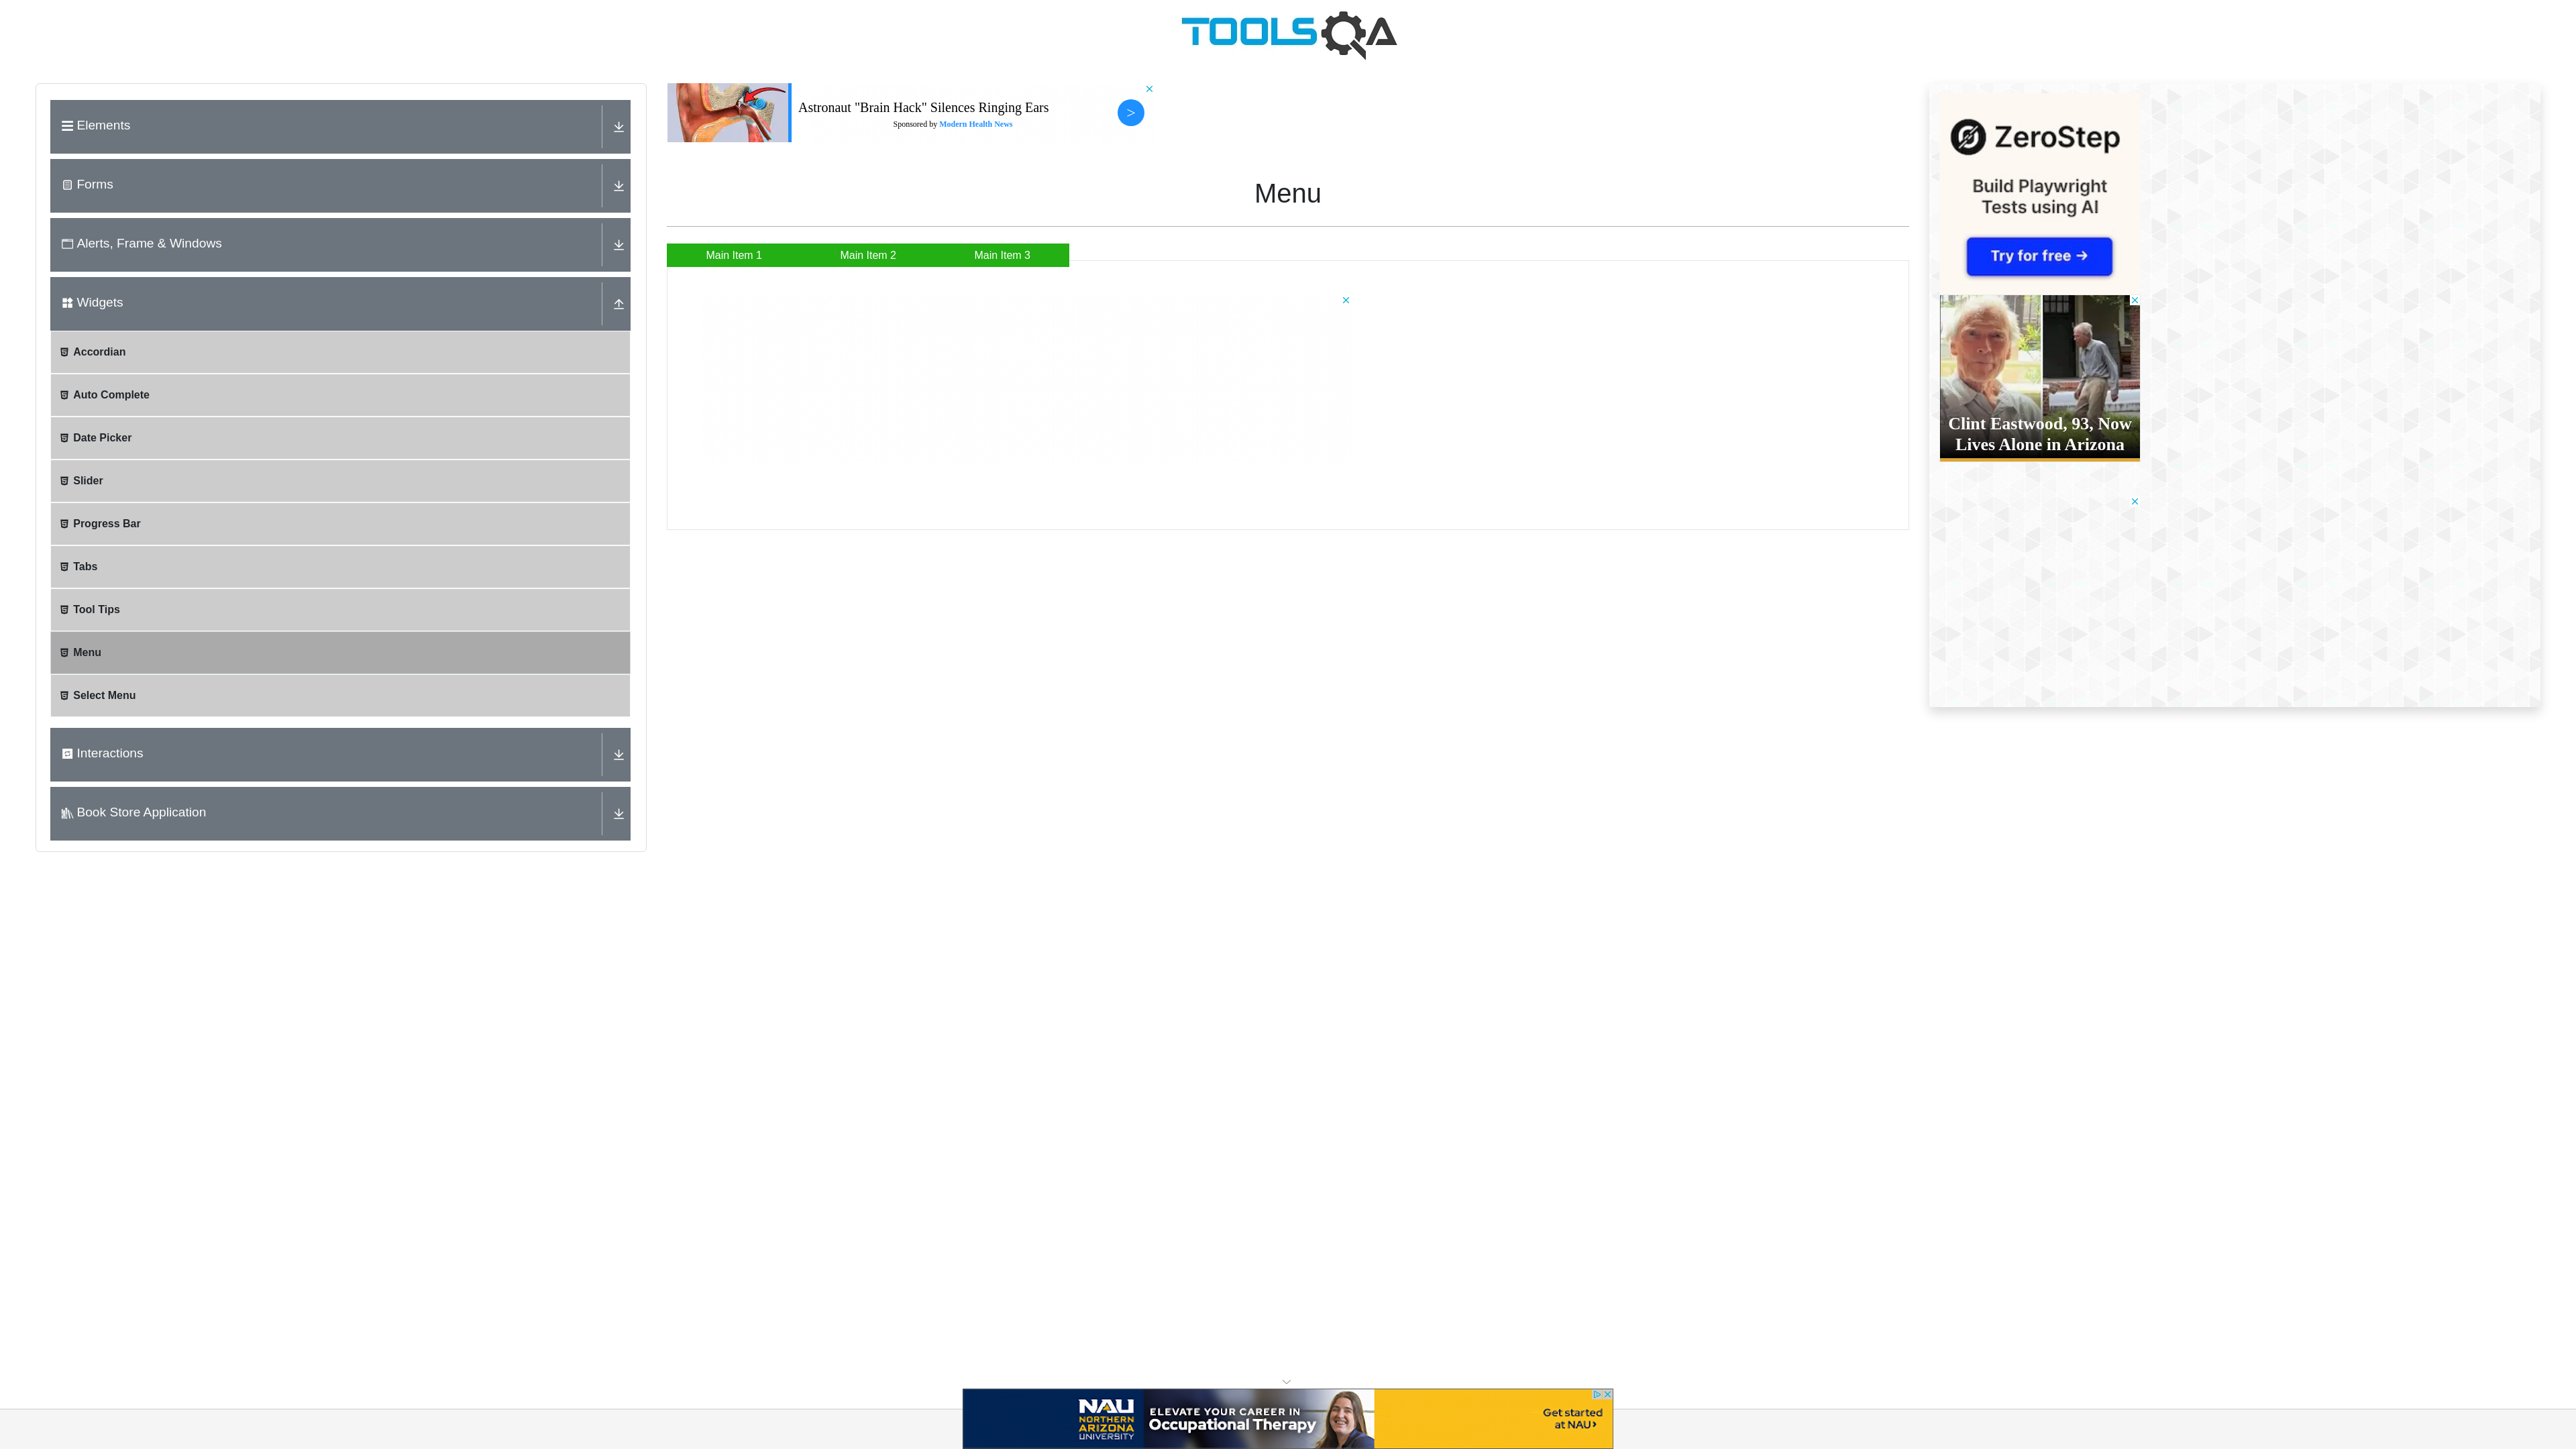 TOOLSQA
Elements
Forms
Alerts, Frame & Windows
Widgets
Accordian
Auto Complete
Date Picker
Slider
Progress Bar
Tabs
Tool Tips
Menu
Select Menu
Interactions
Book Store Application
Astronaut "Brain Hack" Silences Ringing Ears
Sponsored by Modern Health News
>
Menu
Main Item 1 Main Item 2 Main Item 3
ZeroStep
Build Playwright
Tests using AI
Try for free →
Clint Eastwood, 93, Now
Lives Alone in Arizona
NAU
NORTHERN
ARIZONA
UNIVERSITY
ELEVATE YOUR CAREER IN
Occupational Therapy
Get started
at NAU›